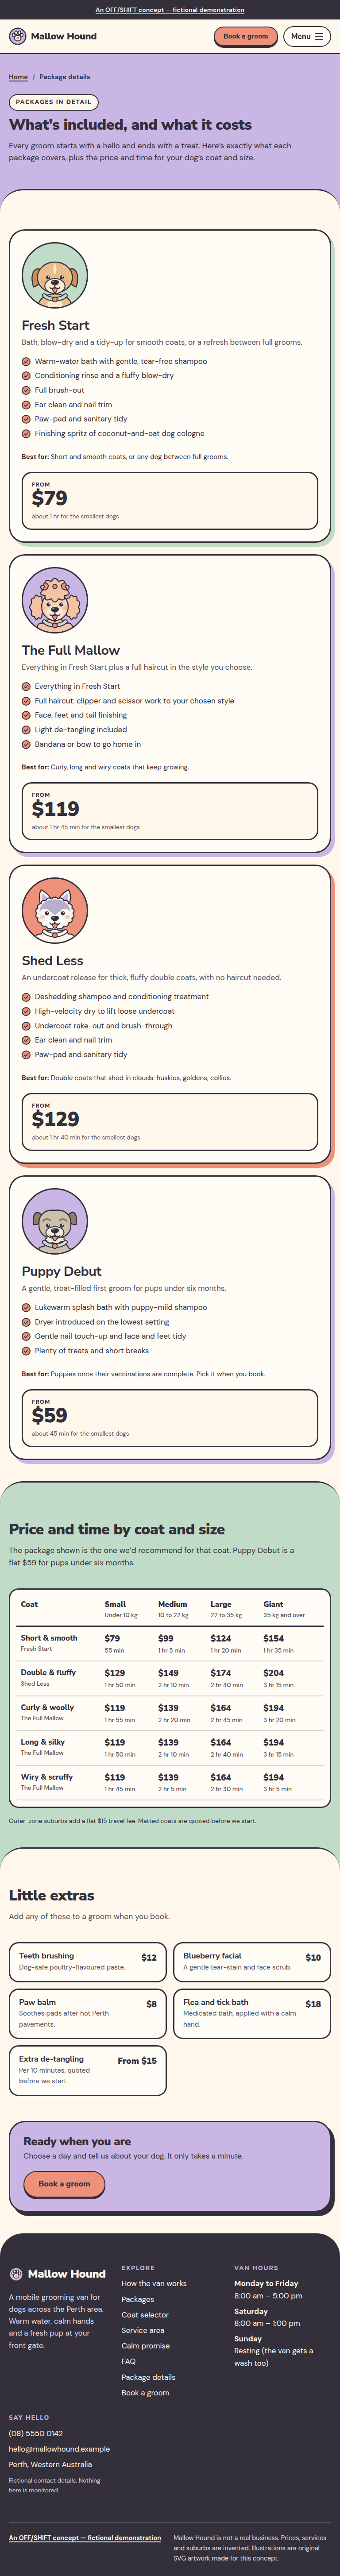 An OFF/SHIFT concept — fictional demonstration
Mallow Hound
Book a groom
Menu
Home / Package details
PACKAGES IN DETAIL
What's included, and what it costs
Every groom starts with a hello and ends with a treat. Here's exactly what each
package covers, plus the price and time for your dog's coat and size.
Fresh Start
Bath, blow-dry and a tidy-up for smooth coats, or a refresh between full grooms.
Warm-water bath with gentle, tear-free shampoo
Conditioning rinse and a fluffy blow-dry
Full brush-out
Ear clean and nail trim
Paw-pad and sanitary tidy
Finishing spritz of coconut-and-oat dog cologne
Best for: Short and smooth coats, or any dog between full grooms.
FROM
$79
about 1 hr for the smallest dogs
The Full Mallow
Everything in Fresh Start plus a full haircut in the style you choose.
Everything in Fresh Start
Full haircut: clipper and scissor work to your chosen style
Face, feet and tail finishing
Light de-tangling included
Bandana or bow to go home in
Best for: Curly, long and wiry coats that keep growing.
FROM
$119
about 1 hr 45 min for the smallest dogs
Shed Less
An undercoat release for thick, fluffy double coats, with no haircut needed.
Deshedding shampoo and conditioning treatment
High-velocity dry to lift loose undercoat
Undercoat rake-out and brush-through
Ear clean and nail trim
Paw-pad and sanitary tidy
Best for: Double coats that shed in clouds: huskies, goldens, collies.
FROM
$129
about 1 hr 40 min for the smallest dogs
Puppy Debut
A gentle, treat-filled first groom for pups under six months.
Lukewarm splash bath with puppy-mild shampoo
Dryer introduced on the lowest setting
Gentle nail touch-up and face and feet tidy
Plenty of treats and short breaks
Best for: Puppies once their vaccinations are complete. Pick it when you book.
FROM
$59
about 45 min for the smallest dogs
Price and time by coat and size
The package shown is the one we'd recommend for that coat. Puppy Debut is a
flat $59 for pups under six months.
Coat Small Medium Large Giant
Under 10 kg 10 to 22 kg 22 to 35 kg 35 kg and over
Short & smooth $79 $99 $124 $154
Fresh Start 55 min 1 hr 5 min 1 hr 20 min 1 hr 35 min
Double & fluffy $129 $149 $174 $204
Shed Less 1 hr 50 min 2 hr 10 min 2 hr 40 min 3 hr 15 min
Curly & woolly $119 $139 $164 $194
The Full Mallow 1 hr 55 min 2 hr 20 min 2 hr 45 min 3 hr 20 min
Long & silky $119 $139 $164 $194
The Full Mallow 1 hr 50 min 2 hr 10 min 2 hr 40 min 3 hr 15 min
Wiry & scruffy $119 $139 $164 $194
The Full Mallow 1 hr 45 min 2 hr 5 min 2 hr 30 min 3 hr 5 min
Outer-zone suburbs add a flat $15 travel fee. Matted coats are quoted before we start.
Little extras
Add any of these to a groom when you book.
Teeth brushing $12
Dog-safe poultry-flavoured paste.
Blueberry facial $10
A gentle tear-stain and face scrub.
Paw balm $8
Soothes pads after hot Perth
pavements.
Flea and tick bath $18
Medicated bath, applied with a calm
hand.
Extra de-tangling From $15
Per 10 minutes, quoted
before we start.
Ready when you are
Choose a day and tell us about your dog. It only takes a minute.
Book a groom
Mallow Hound
A mobile grooming van for
dogs across the Perth area.
Warm water, calm hands
and a fresh pup at your
front gate.
EXPLORE
How the van works
Packages
Coat selector
Service area
Calm promise
FAQ
Package details
Book a groom
VAN HOURS
Monday to Friday
8:00 am – 5:00 pm
Saturday
8:00 am – 1:00 pm
Sunday
Resting (the van gets a
wash too)
SAY HELLO
(08) 5550 0142
hello@mallowhound.example
Perth, Western Australia
Fictional contact details. Nothing
here is monitored.
An OFF/SHIFT concept — fictional demonstration
Mallow Hound is not a real business. Prices, services
and suburbs are invented. Illustrations are original
SVG artwork made for this concept.